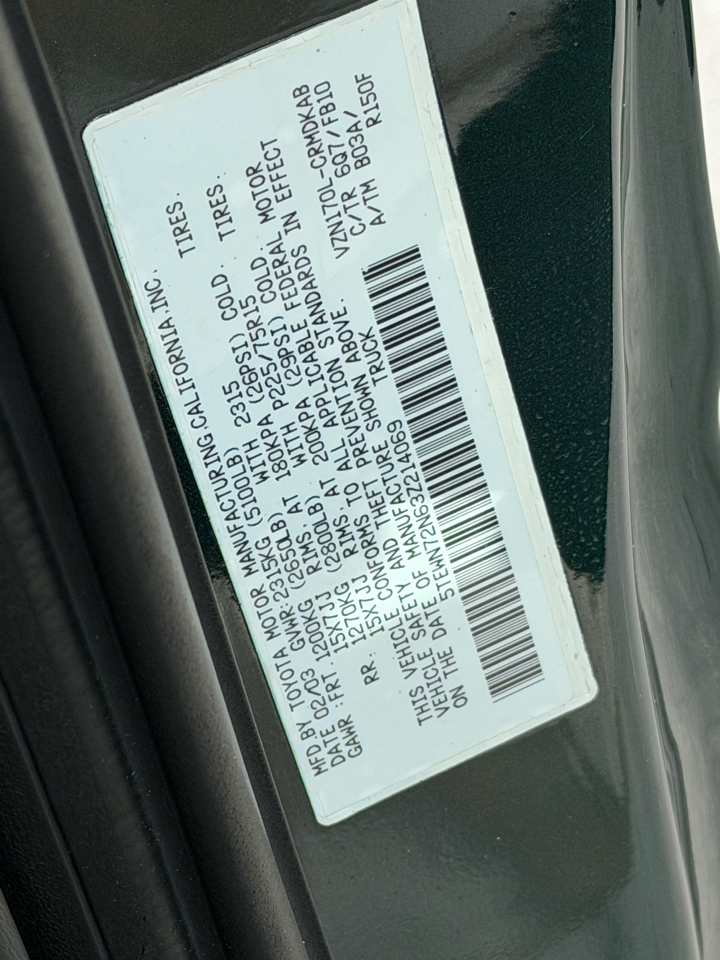 MFD BY TOYOTA MOTOR MANUFACTURING CALIFORNIA, INC.
DATE 02/03 GVWR:2315KG (5100LB)
GAWR :FRT. 1200KG (2650LB) WITH 2315 TIRES.
15X7JJ RIMS, AT 180KPA (26PSI) COLD.
RR. 1270KG (2800LB) WITH P225/75R15 TIRES.
15X7JJ RIMS AT 200KPA (29PSI) COLD.
THIS VEHICLE CONFORMS TO ALL APPLICABLE FEDERAL MOTOR
VEHICLE SAFETY AND THEFT PREVENTION STANDARDS IN EFFECT
ON THE DATE OF MANUFACTURE SHOWN ABOVE.
5TEWN72N63Z214069 TRUCK
VZN170L-CRMDKAB
C/TR 6Q7/FB10
A/TM B03A/
R150F